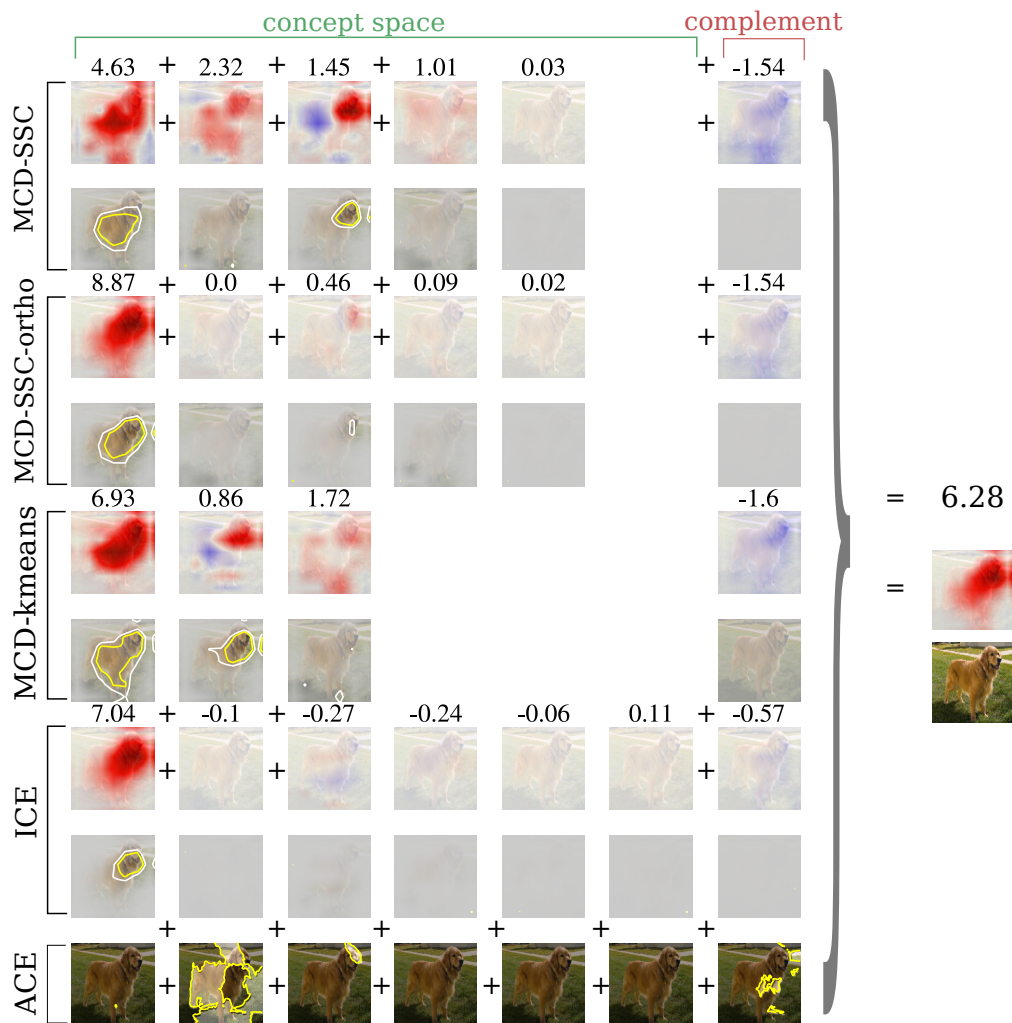 concept space complement
4.63 + 2.32 + 1.45 + 1.01 0.03 + -1.54
MCD-SSC
+ + + +
8.87 + 0.0 + 0.46 + 0.09 0.02 + -1.54
MCD-SSC-ortho
+ + + +
6.93 0.86 1.72 -1.6
MCD-kmeans
= 6.28
=
7.04 + -0.1 + -0.27 -0.24 -0.06 0.11 + -0.57
ICE
+ + +
+ + + + + +
ACE
+ + + + + +